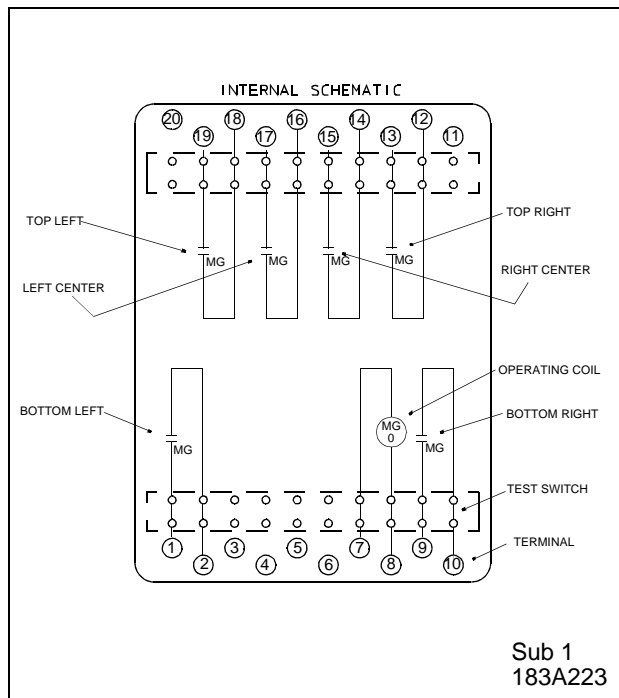 INTERNAL SCHEMATIC
20 18 16 14 12
19 17 15 13 11
TOP LEFT
TOP RIGHT
MG MG MG MG
LEFT CENTER
RIGHT CENTER
OPERATING COIL
BOTTOM LEFT
BOTTOM RIGHT
MG
MG
0
MG
TEST SWITCH
TERMINAL
1 3 5 7 9
2 4 6 8 10
Sub 1
183A223